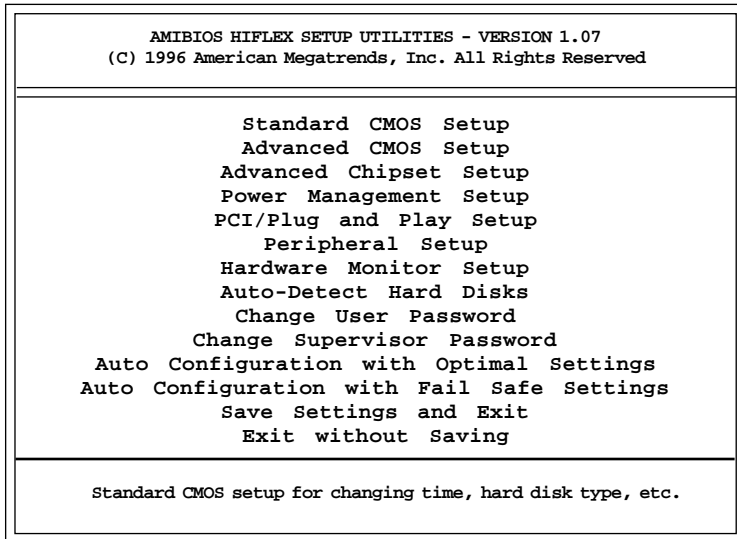 AMIBIOS HIFLEX SETUP UTILITIES - VERSION 1.07
(C) 1996 American Megatrends, Inc. All Rights Reserved
Standard CMOS Setup
Advanced CMOS Setup
Advanced Chipset Setup
Power Management Setup
PCI/Plug and Play Setup
Peripheral Setup
Hardware Monitor Setup
Auto-Detect Hard Disks
Change User Password
Change Supervisor Password
Auto Configuration with Optimal Settings
Auto Configuration with Fail Safe Settings
Save Settings and Exit
Exit without Saving
Standard CMOS setup for changing time, hard disk type, etc.